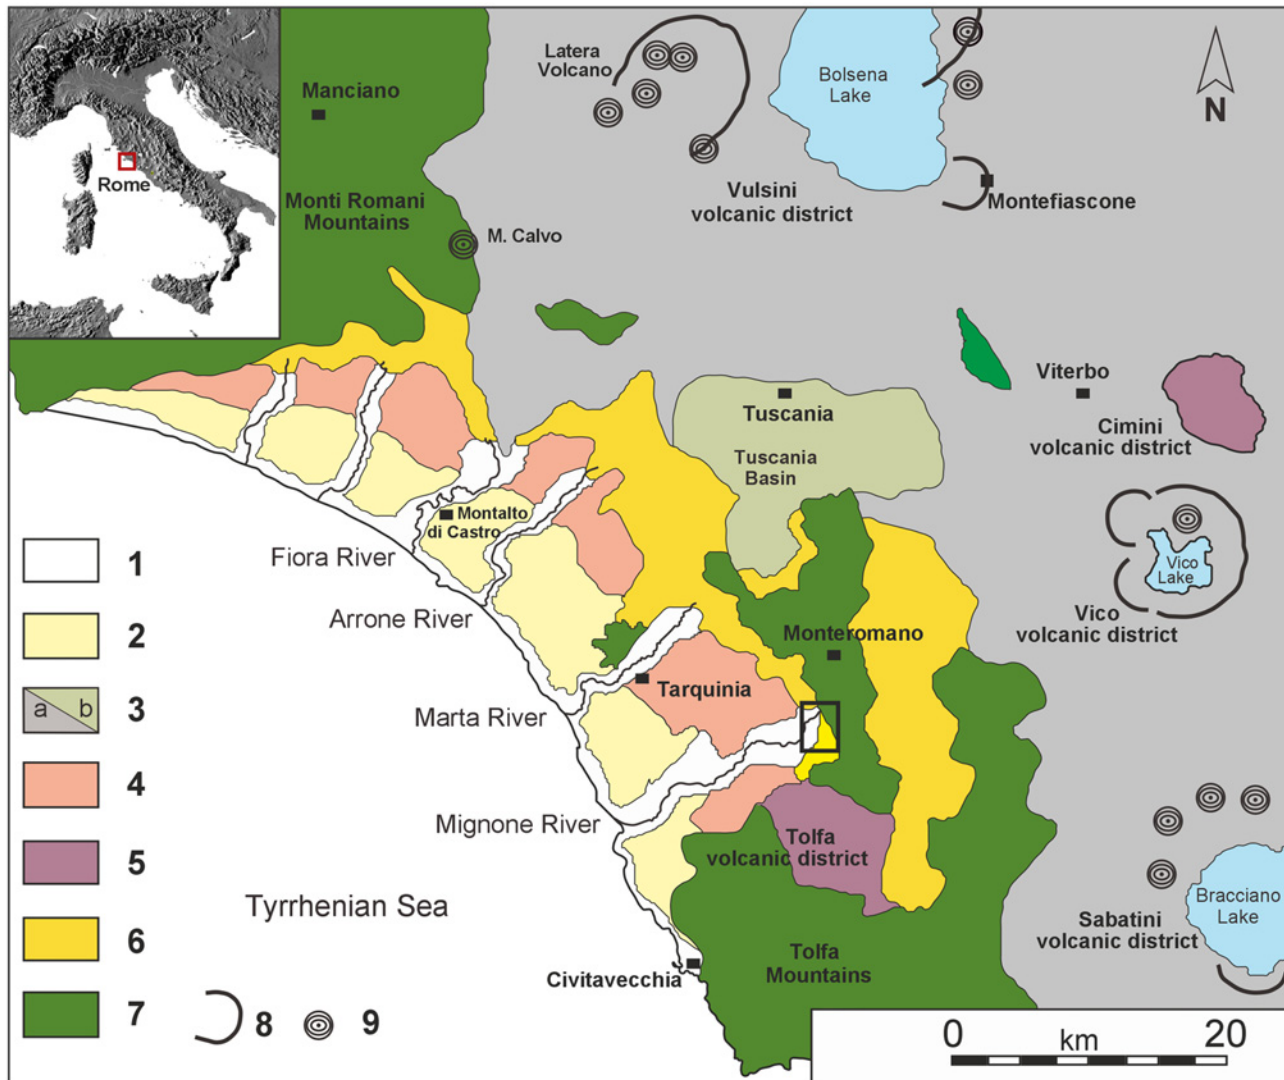 Rome
Manciano
Monti Romani
Mountains
M. Calvo
Latera
Volcano
Bolsena
Lake
N
Vulsini
volcanic district
Montefiascone
Viterbo
Cimini
volcanic district
Tuscania
Tuscania
Basin
Montalto
di Castro
Fiora River
Arrone River
Marta River
Mignone River
Tarquinia
Monteromano
Vico
Lake
Vico
volcanic district
Tolfa
volcanic district
Tolfa
Mountains
Sabatini
volcanic district
Bracciano
Lake
Tyrrhenian Sea
Civitavecchia
1
2
a b 3
4
5
6
7 8 9
0 km 20